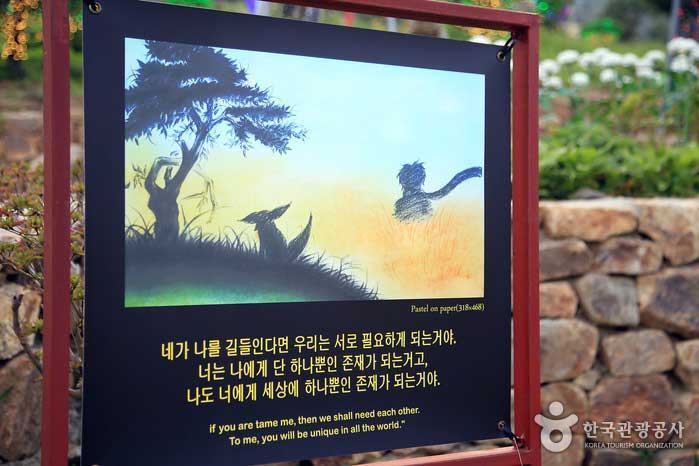 Pastel on paper(318×468)
네가 나를 길들인다면 우리는 서로 필요하게 되는거야.
너는 나에게 단 하나뿐인 존재가 되는거고,
나도 너에게 세상에 하나뿐인 존재가 되는거야.
if you are tame me, then we shall need each other.
To me, you will be unique in all the world."
한국관광공사
KOREA TOURISM ORGANIZATION